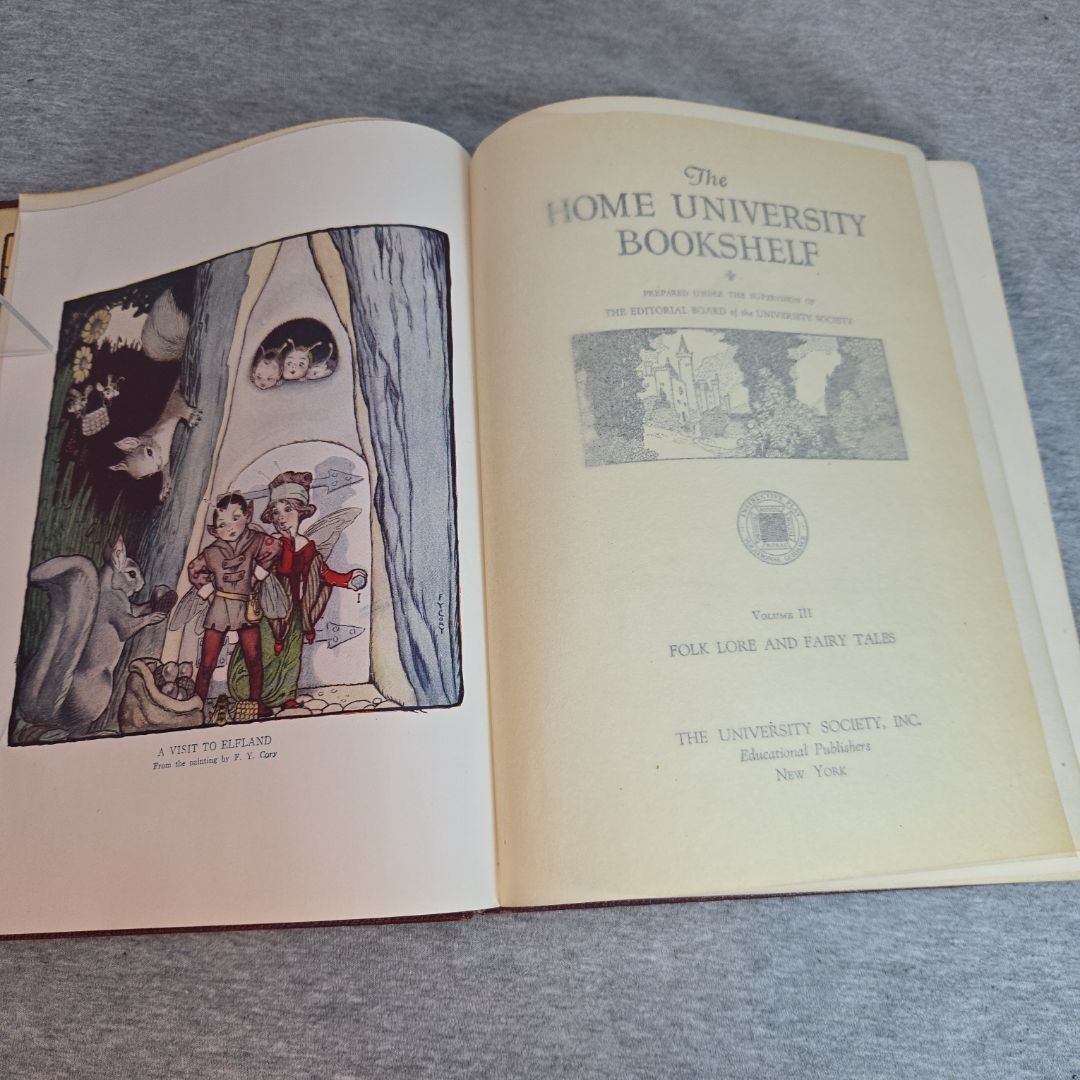 F Y CORY
A VISIT TO ELFLAND
From the painting by F. Y. Cory
The
HOME UNIVERSITY
BOOKSHELF
PREPARED UNDER THE SUPERVISION OF
THE EDITORIAL BOARD of the UNIVERSITY SOCIETY
VOLUME III
FOLK LORE AND FAIRY TALES
THE UNIVERSITY SOCIETY, INC.
Educational Publishers
NEW YORK